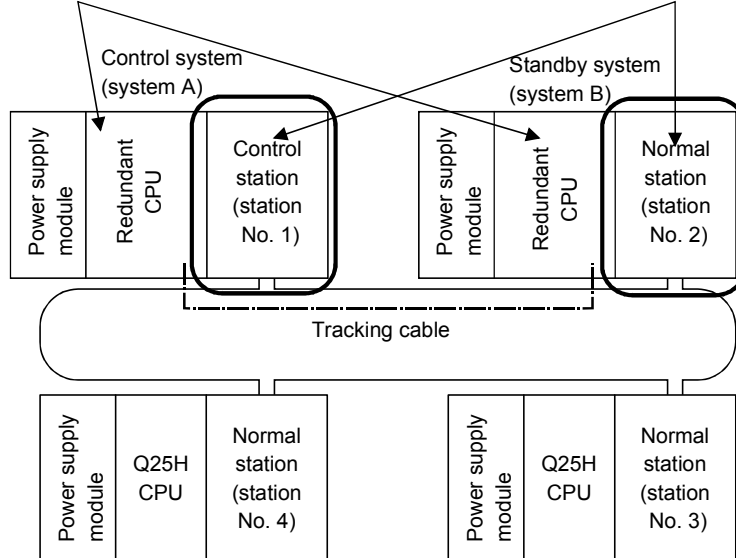 Control system
(system A)
Standby system
(system B)
Power supply
module
Redundant
CPU
Control
station
(station
No. 1)
Power supply
module
Redundant
CPU
Normal
station
(station
No. 2)
Tracking cable
Power supply
module
Q25H
CPU
Normal
station
(station
No. 4)
Power supply
module
Q25H
CPU
Normal
station
(station
No. 3)